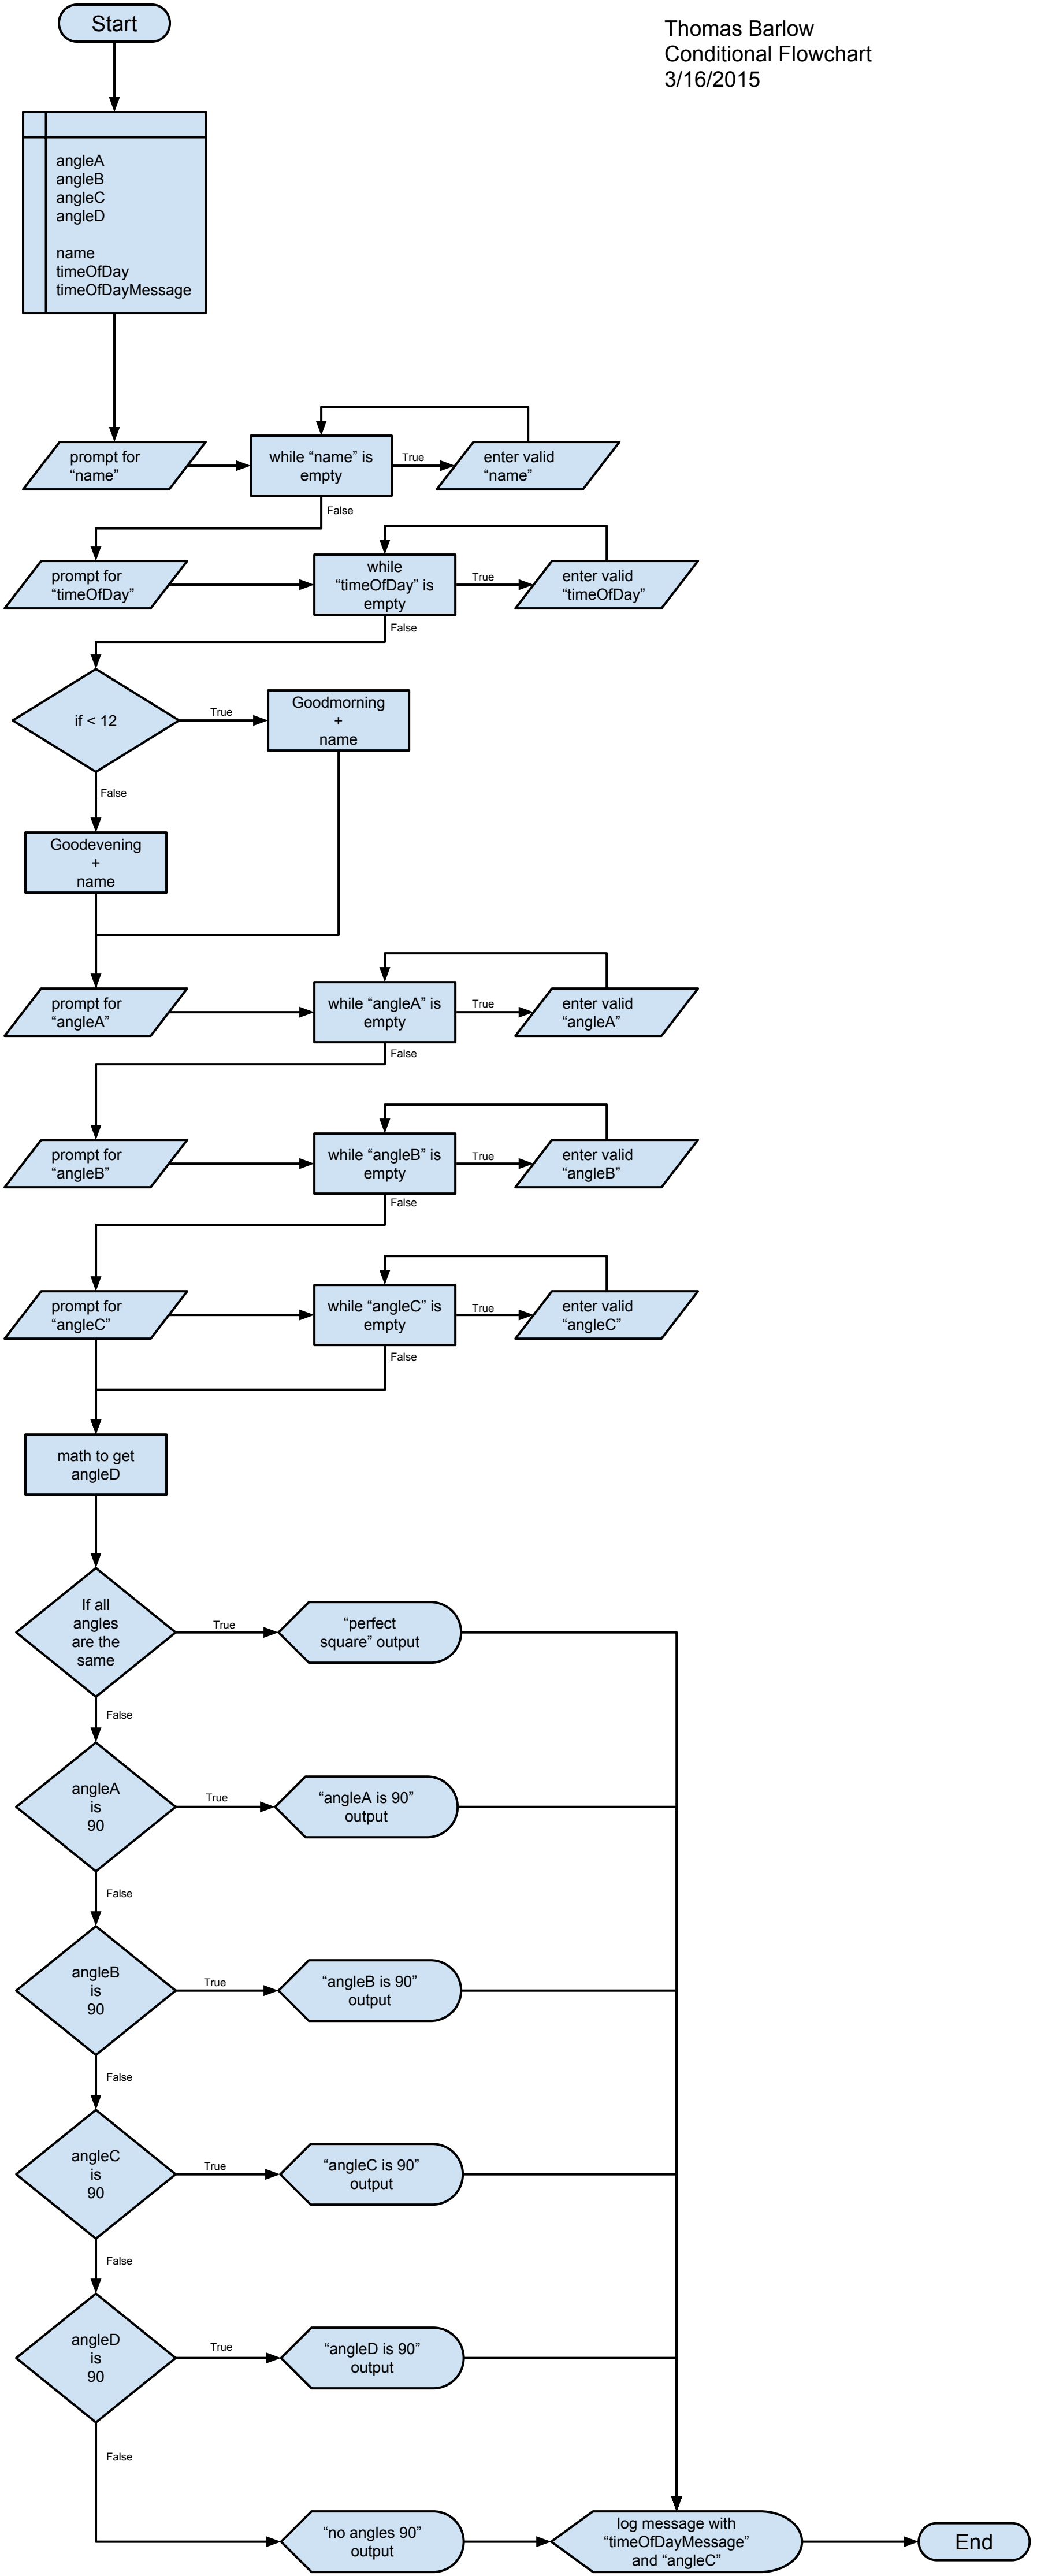 Start
Thomas Barlow
Conditional Flowchart
3/16/2015
angleA
angleB
angleC
angleD
name
timeOfDay
timeOfDayMessage
prompt for
“name”
while “name” is
empty
True
enter valid
“name”
False
prompt for
“timeOfDay”
while
“timeOfDay” is
empty
True
enter valid
“timeOfDay”
False
if < 12
True
Goodmorning
+
name
False
Goodevening
+
name
prompt for
“angleA”
while “angleA” is
empty
True
enter valid
“angleA”
False
prompt for
“angleB”
while “angleB” is
empty
True
enter valid
“angleB”
False
prompt for
“angleC”
while “angleC” is
empty
True
enter valid
“angleC”
False
math to get
angleD
If all
angles
are the
same
True
“perfect
square” output
False
angleA
is
90
True
“angleA is 90”
output
False
angleB
is
90
True
“angleB is 90”
output
False
angleC
is
90
True
“angleC is 90”
output
False
angleD
is
90
True
“angleD is 90”
output
False
“no angles 90”
output
log message with
“timeOfDayMessage”
and “angleC”
End